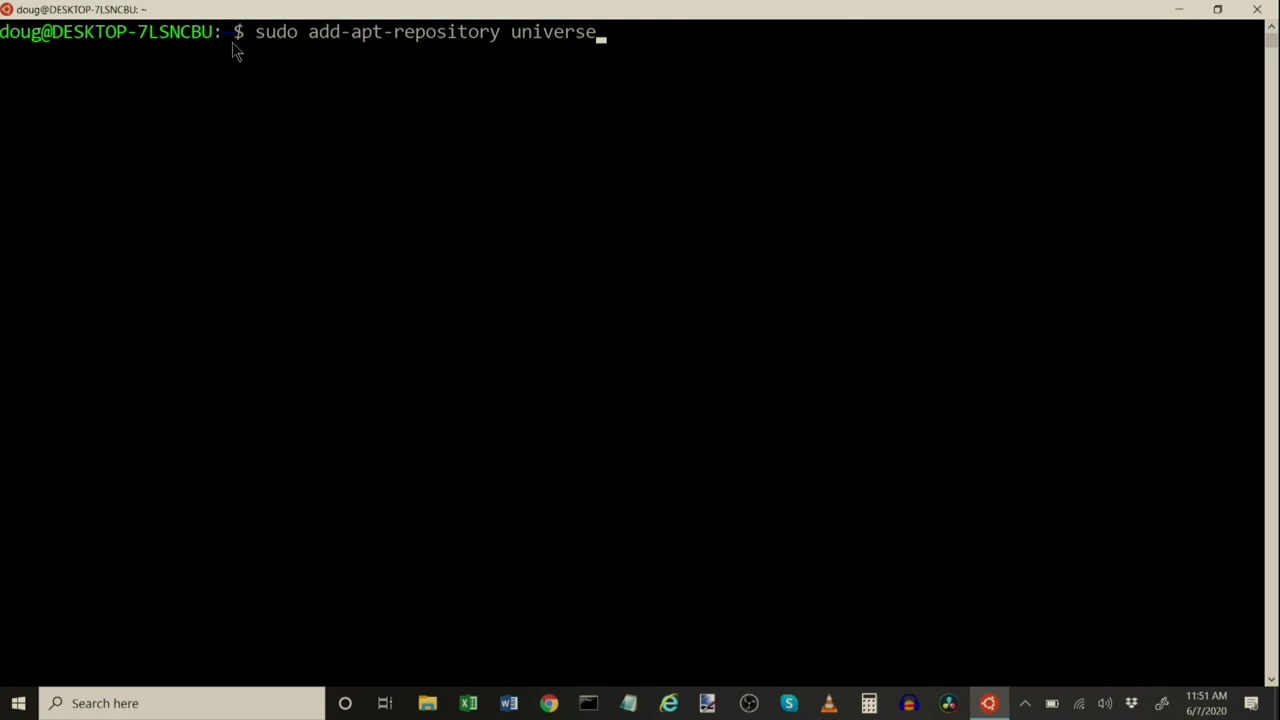 doug@DESKTOP-7LSNCBU: ~
doug@DESKTOP-7LSNCBU:~$ sudo add-apt-repository universe
Search here
11:51 AM
6/7/2020